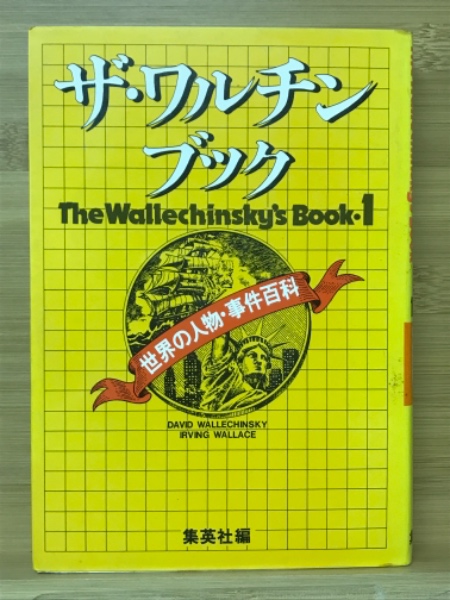 ザ・ワルチン
ブック
The Wallechinsky's Book・1
世界の人物・事件百科
DAVID WALLECHINSKY
IRVING WALLACE
集英社編